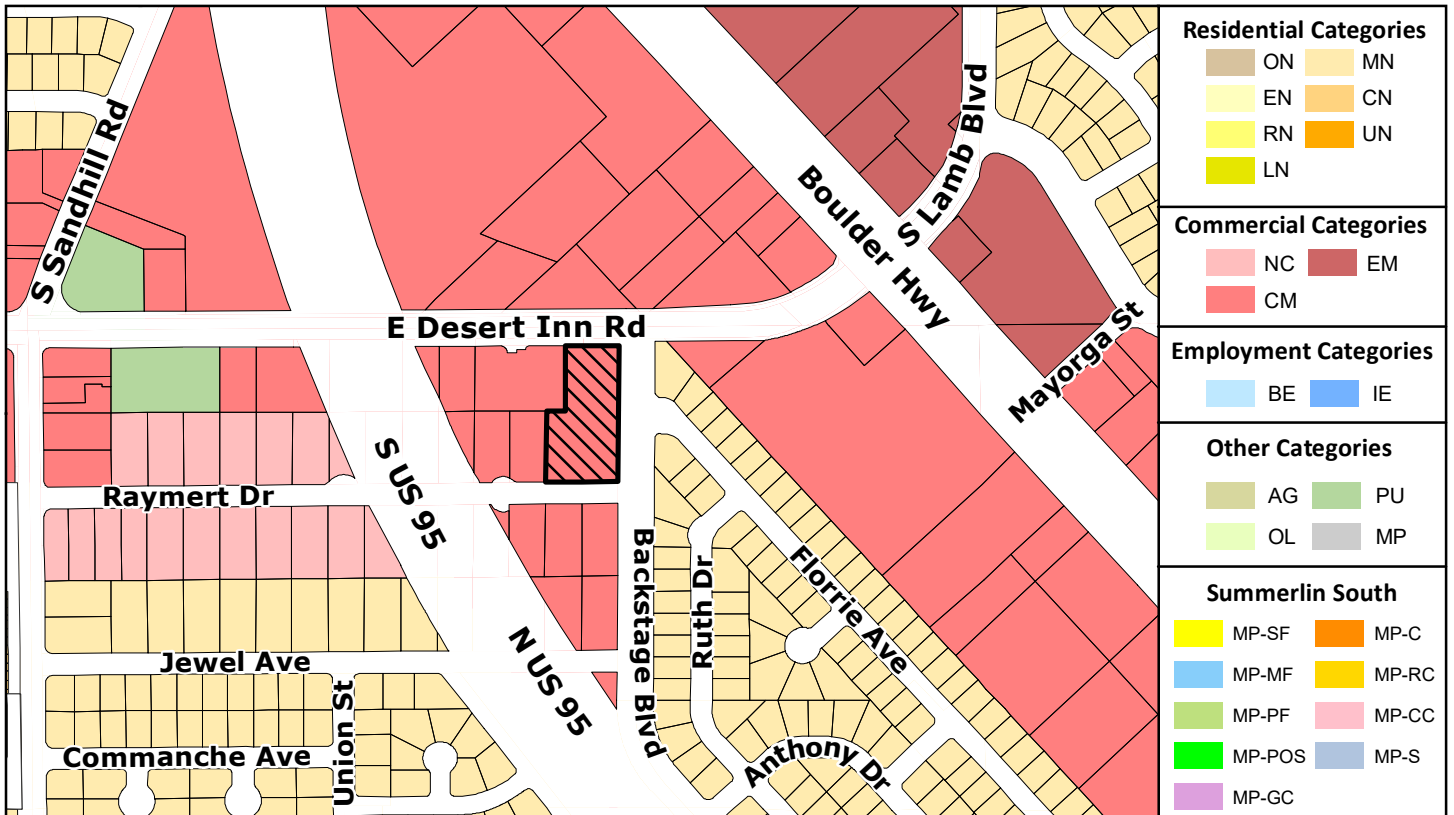 S Sandhill Rd
S Lamb Blvd
Boulder Hwy
E Desert Inn Rd
Mayorga St
S US 95
Raymert Dr
Backstage Blvd
Ruth Dr
Florrie Ave
N US 95
Jewel Ave
Union St
Commanche Ave
Anthony Dr
Residential Categories
ON MN
EN CN
RN UN
LN
Commercial Categories
NC EM
CM
Employment Categories
BE IE
Other Categories
AG PU
OL MP
Summerlin South
MP-SF MP-C
MP-MF MP-RC
MP-PF MP-CC
MP-POS MP-S
MP-GC